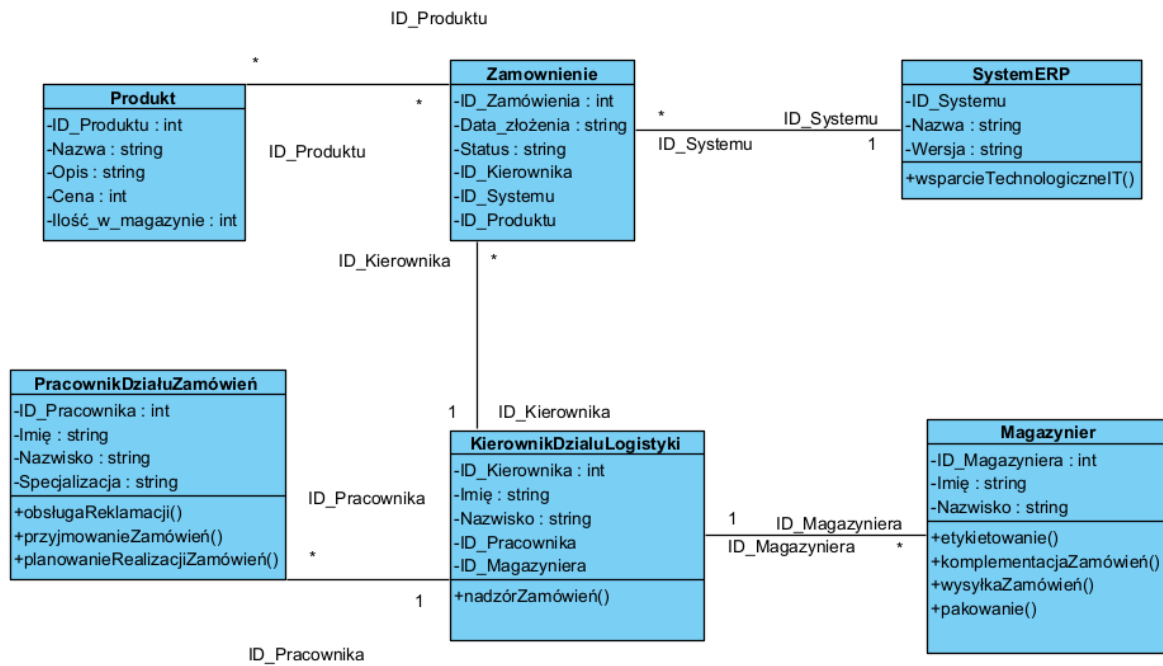 ID_Produktu
*
*
ID_Produktu
Produkt
-ID_Produktu : int
-Nazwa : string
-Opis : string
-Cena : int
-Ilość_w_magazynie : int
Zamownienie
-ID_Zamówienia : int
-Data_złożenia : string
-Status : string
-ID_Kierownika
-ID_Systemu
-ID_Produktu
*
ID_Systemu
ID_Systemu
1
SystemERP
-ID_Systemu
-Nazwa : string
-Wersja : string
+wsparcieTechnologiczneIT()
ID_Kierownika
*
1
ID_Kierownika
PracownikDziałuZamówień
-ID_Pracownika : int
-Imię : string
-Nazwisko : string
-Specjalizacja : string
+obsługaReklamacji()
+przyjmowanieZamówień()
+planowanieRealizacjiZamówień()
ID_Pracownika
*
1
ID_Pracownika
KierownikDzialuLogistyki
-ID_Kierownika : int
-Imię : string
-Nazwisko : string
-ID_Pracownika
-ID_Magazyniera
+nadzórZamówień()
1
ID_Magazyniera
ID_Magazyniera
*
Magazynier
-ID_Magazyniera : int
-Imię : string
-Nazwisko : string
+etykietowanie()
+komplementacjaZamówień()
+wysyłkaZamówień()
+pakowanie()